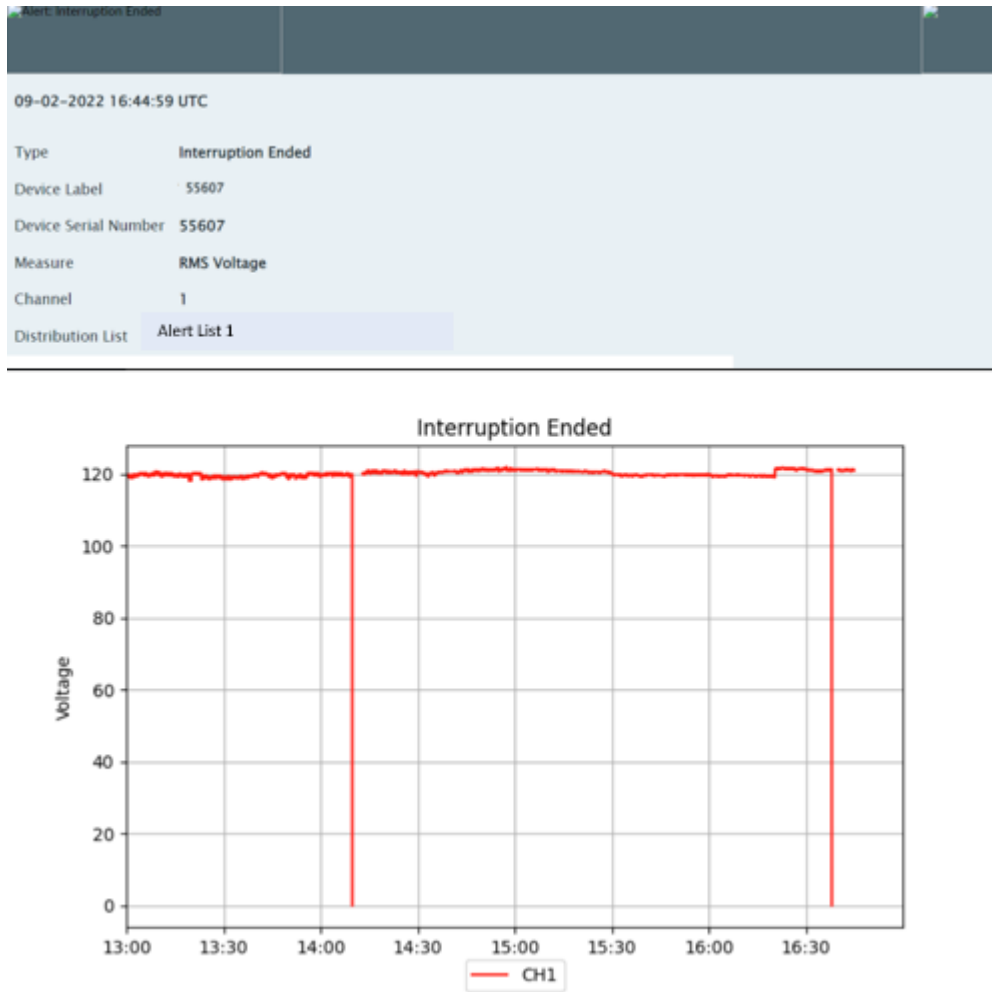 Alert: Interruption Ended
09-02-2022 16:44:59 UTC
Type Interruption Ended
Device Label 55607
Device Serial Number 55607
Measure RMS Voltage
Channel 1
Distribution List Alert List 1
Interruption Ended
120
100
80
60
40
20
0
Voltage
13:00 13:30 14:00 14:30 15:00 15:30 16:00 16:30
CH1